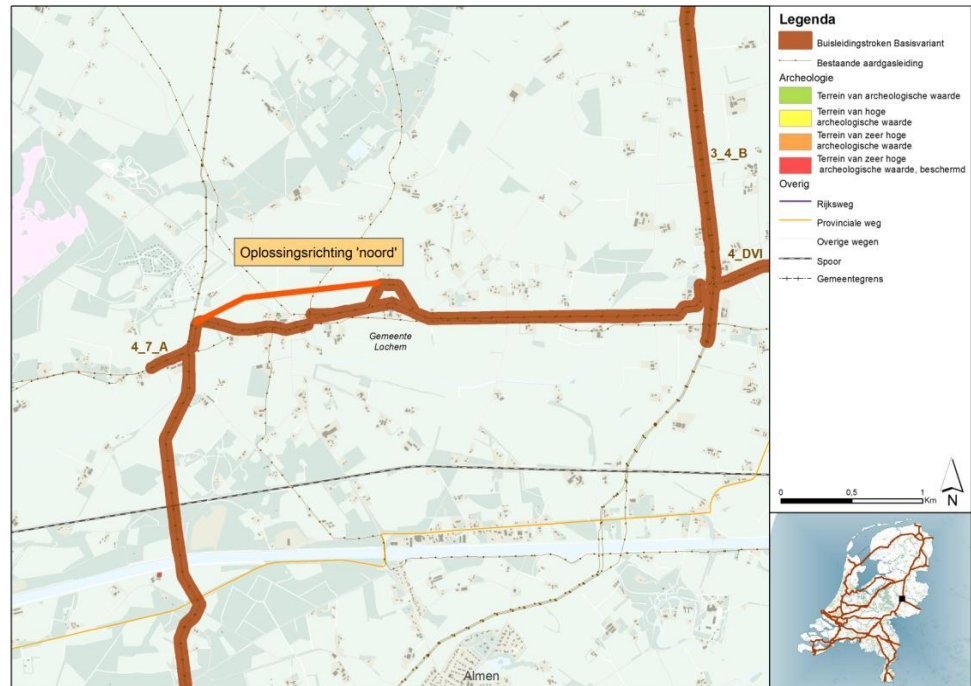 3_4_B
4_DVI
Oplossingsrichting 'noord'
Gemeente
Lochem
4_7_A
Almen
Legenda
Buisleidingstroken Basisvariant
Bestaande aardgasleiding
Archeologie
Terrein van archeologische waarde
Terrein van hoge
archeologische waarde
Terrein van zeer hoge
archeologische waarde
Terrein van zeer hoge
archeologische waarde, beschermd
Overig
Rijksweg
Provinciale weg
Overige wegen
Spoor
Gemeentegrens
N
0 0,5 1
Km